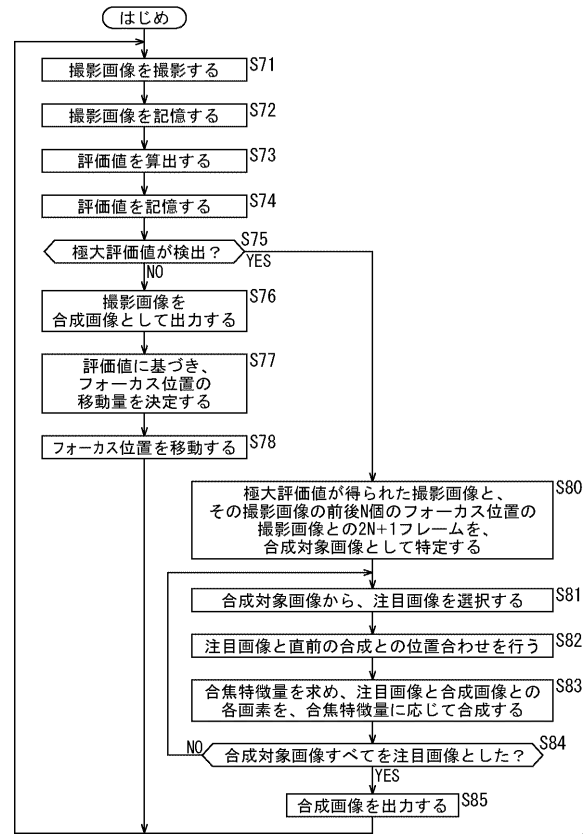 はじめ
撮影画像を撮影する S71
撮影画像を記憶する S72
評価値を算出する S73
評価値を記憶する S74
極大評価値が検出？ S75
YES
NO
撮影画像を S76
合成画像として出力する
評価値に基づき、 S77
フォーカス位置の
移動量を決定する
フォーカス位置を移動する S78
S80
極大評価値が得られた撮影画像と、
その撮影画像の前後N個のフォーカス位置の
撮影画像との2N+1フレームを、
合成対象画像として特定する
合成対象画像から、注目画像を選択する S81
注目画像と直前の合成との位置合わせを行う S82
合焦特徴量を求め、注目画像と合成画像との S83
各画素を、合焦特徴量に応じて合成する
NO 合成対象画像すべてを注目画像とした？ S84
YES
合成画像を出力する S85